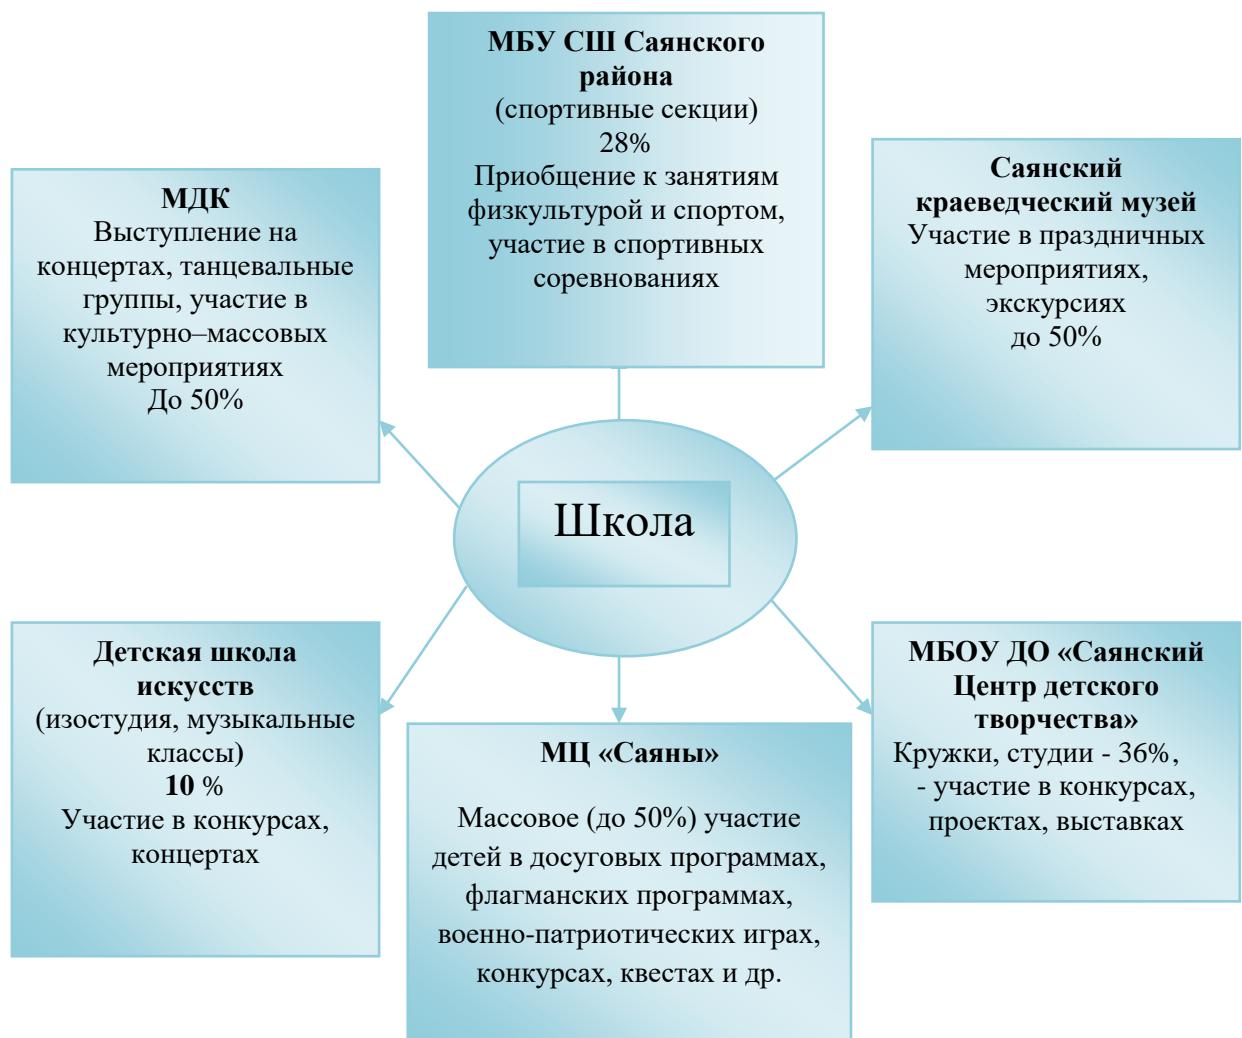 МБУ СШ Саянского
района
(спортивные секции)
28%
Приобщение к занятиям
физкультурой и спортом,
участие в спортивных
соревнованиях
МДК
Выступление на
концертах, танцевальные
группы, участие в
культурно–массовых
мероприятиях
До 50%
Саянский
краеведческий музей
Участие в праздничных
мероприятиях,
экскурсиях
до 50%
Школа
Детская школа
искусств
(изостудия, музыкальные
классы)
10 %
Участие в конкурсах,
концертах
МЦ «Саяны»
Массовое (до 50%) участие
детей в досуговых программах,
флагманских программах,
военно-патриотических играх,
конкурсах, квестах и др.
МБОУ ДО «Саянский
Центр детского
творчества»
Кружки, студии - 36%,
- участие в конкурсах,
проектах, выставках